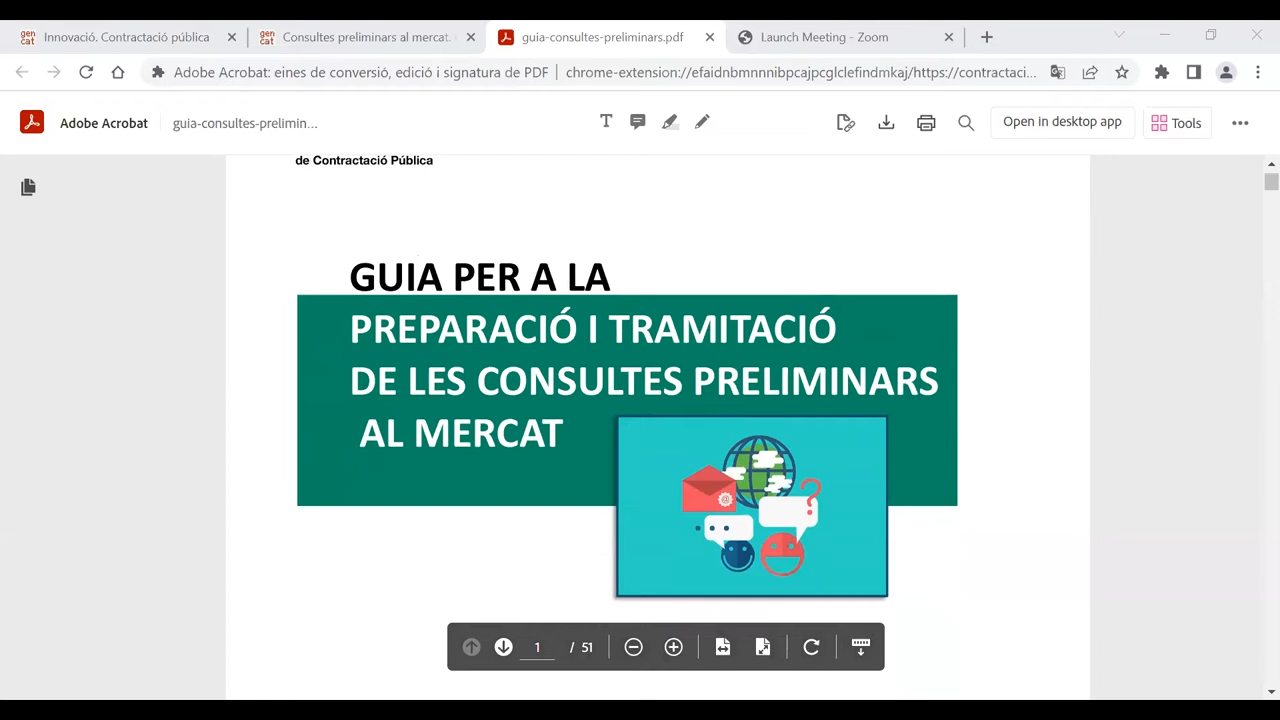 Innovació. Contractació pública
Consultes preliminars al mercat.
guia-consultes-preliminars.pdf
Launch Meeting - Zoom
Adobe Acrobat: eines de conversió, edició i signatura de PDF
chrome-extension://efaidnbmnnnibpcajpcglclefindmkaj/https://contractaci...
Adobe Acrobat
guia-consultes-prelimin...
Open in desktop app
Tools
de Contractació Pública
GUIA PER A LA
PREPARACIÓ I TRAMITACIÓ
DE LES CONSULTES PRELIMINARS
AL MERCAT
1 / 51